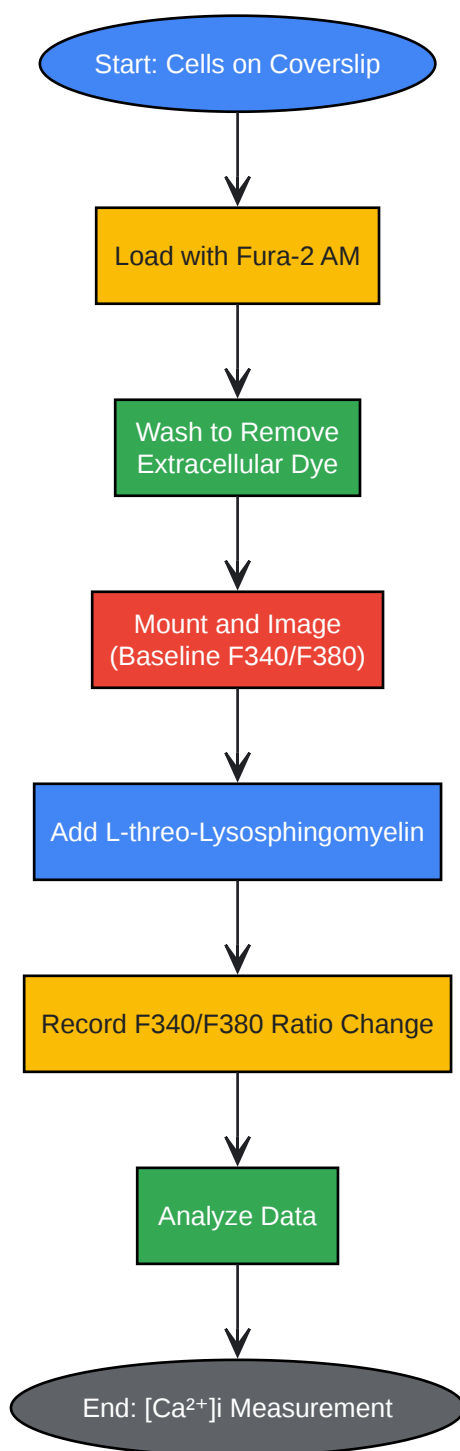 Start: Cells on Coverslip
Load with Fura-2 AM
Wash to Remove
Extracellular Dye
Mount and Image
(Baseline F340/F380)
Add L-threo-Lysosphingomyelin
Record F340/F380 Ratio Change
Analyze Data
End: [Ca²⁺]i Measurement